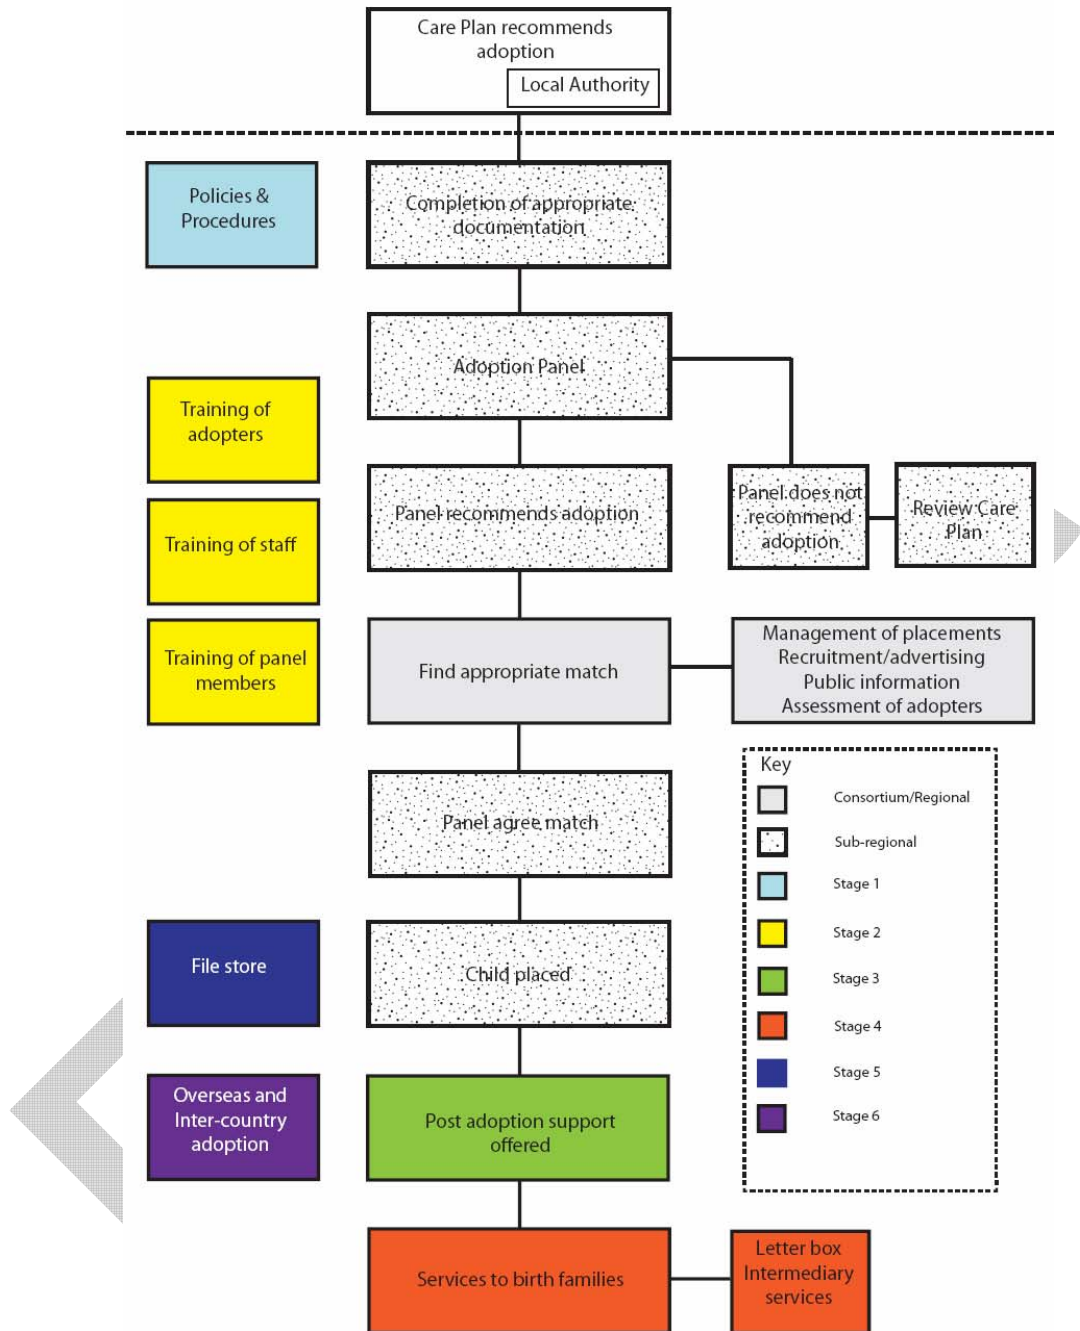 Care Plan recommends
adoption
Local Authority
Policies &
Procedures
Completion of appropriate
documentation
Adoption Panel
Training of
adopters
Panel recommends adoption
Panel does not
recommend
adoption
Review Care
Plan
Training of staff
Training of panel
members
Find appropriate match
Management of placements
Recruitment/advertising
Public information
Assessment of adopters
Panel agree match
Key
Consortium/Regional
Sub-regional
Stage 1
Stage 2
Stage 3
Stage 4
Stage 5
Stage 6
File store
Child placed
Overseas and
Inter-country
adoption
Post adoption support
offered
Services to birth families
Letter box
Intermediary
services